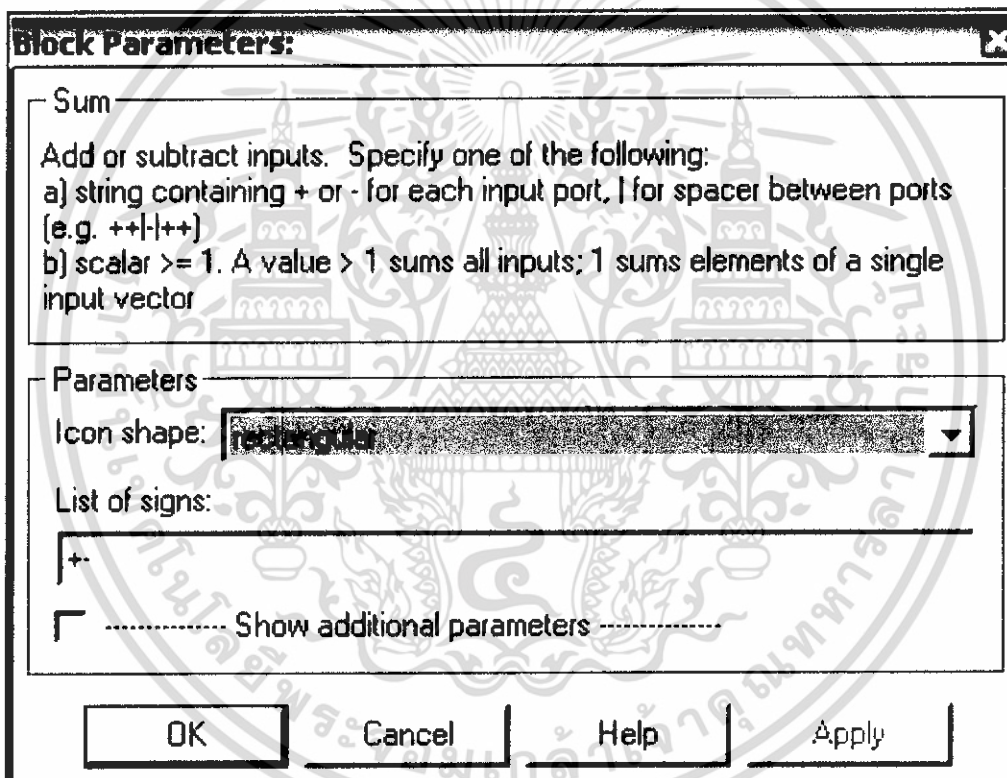 Block Parameters:
Sum
Add or subtract inputs. Specify one of the following:
a) string containing + or - for each input port, | for spacer between ports
(e.g. ++|-|++)
b) scalar >= 1. A value > 1 sums all inputs; 1 sums elements of a single
input vector
Parameters
Icon shape: rectangular
List of signs:
+-
Show additional parameters
OK Cancel Help Apply